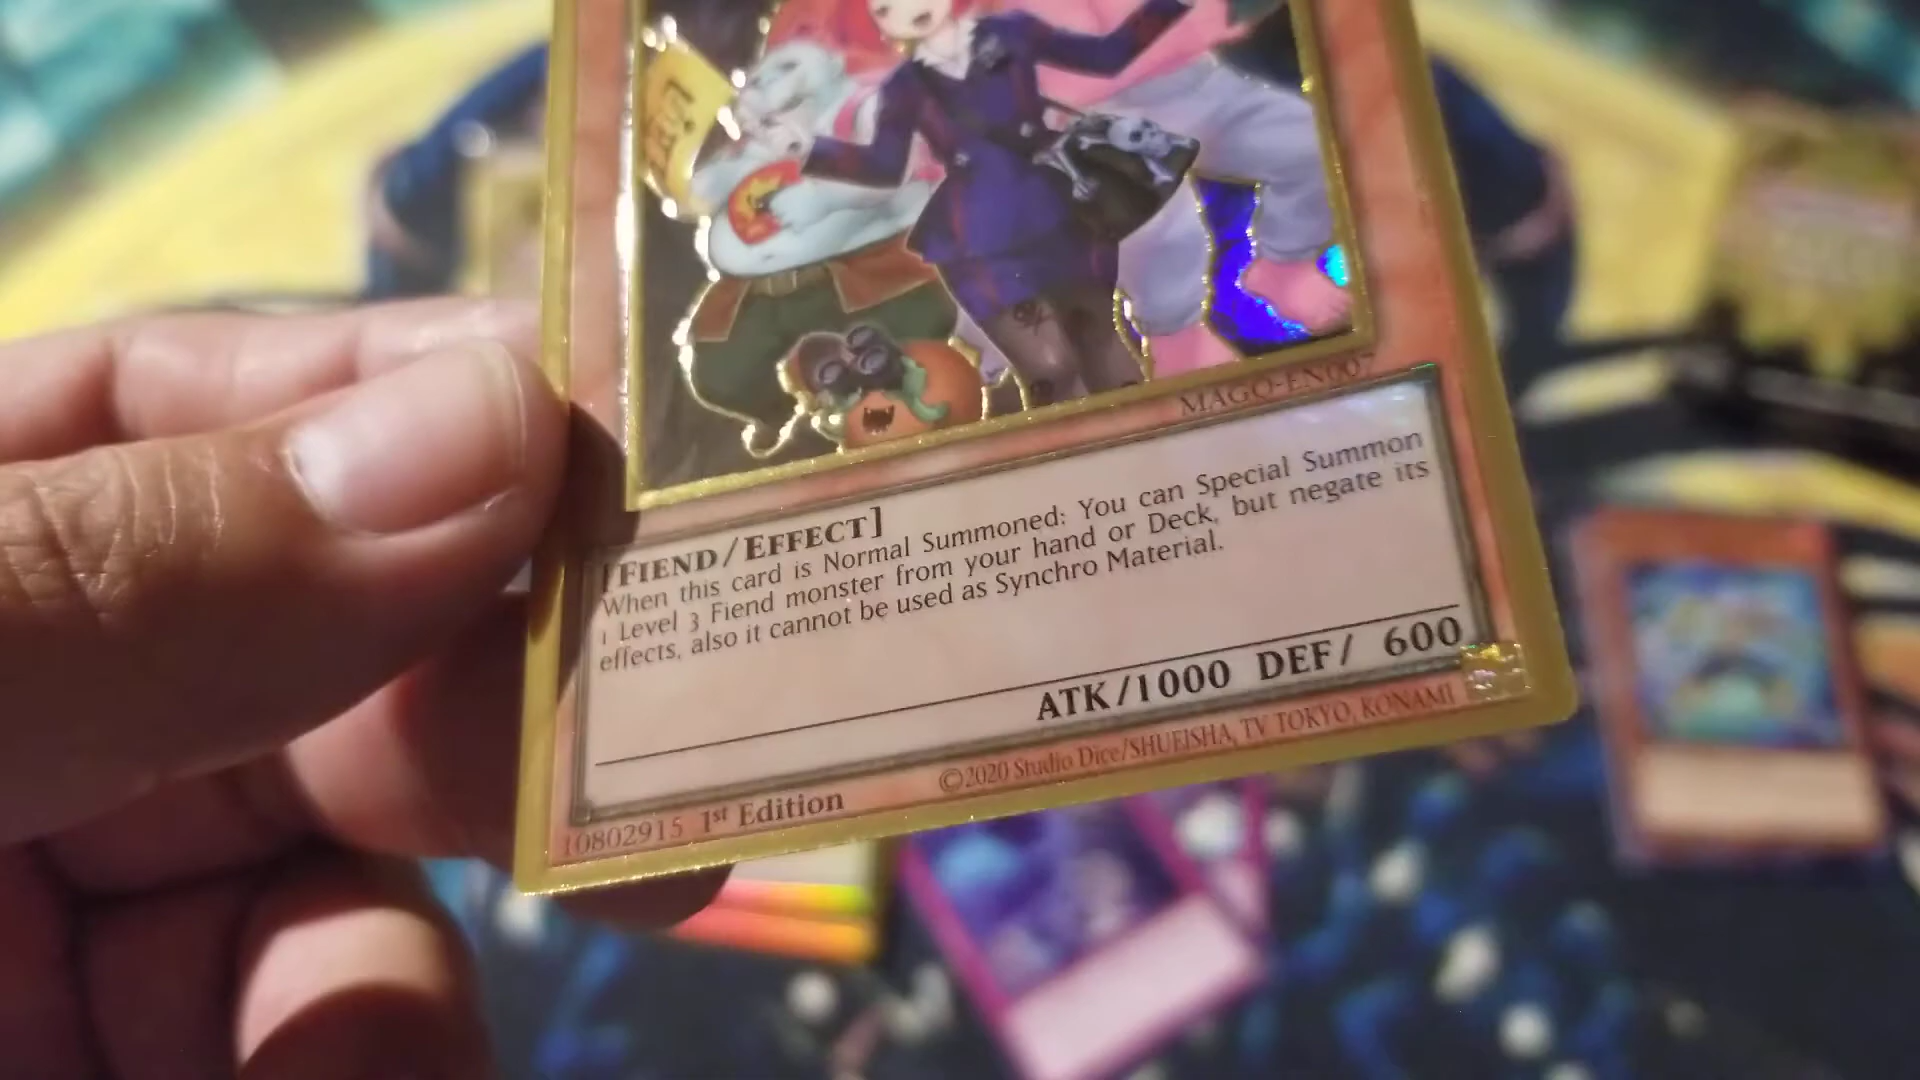 MAGO-EN007
[FIEND/EFFECT]
When this card is Normal Summoned: You can Special Summon
1 Level 3 Fiend monster from your hand or Deck, but negate its
effects, also it cannot be used as Synchro Material.
ATK/1000 DEF/ 600
10802915 1st Edition
©2020 Studio Dice/SHUEISHA, TV TOKYO, KONAMI